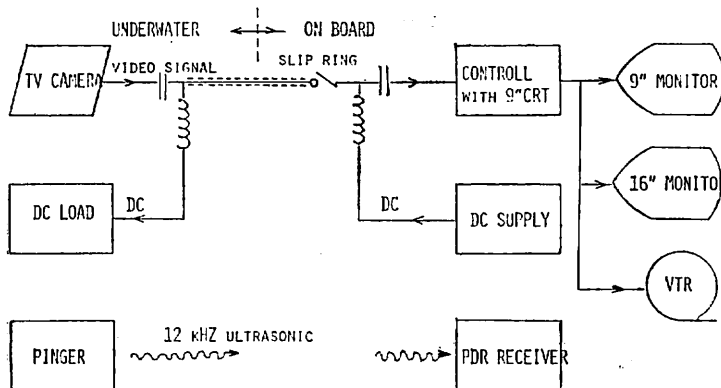 UNDERWATER
ON BOARD
TV CAMERA
VIDEO SIGNAL
SLIP RING
CONTROLL
WITH 9"CRT
9" MONITOR
16" MONITO
DC LOAD
DC
DC
DC SUPPLY
VTR
PINGER
12 KHZ ULTRASONIC
PDR RECEIVER